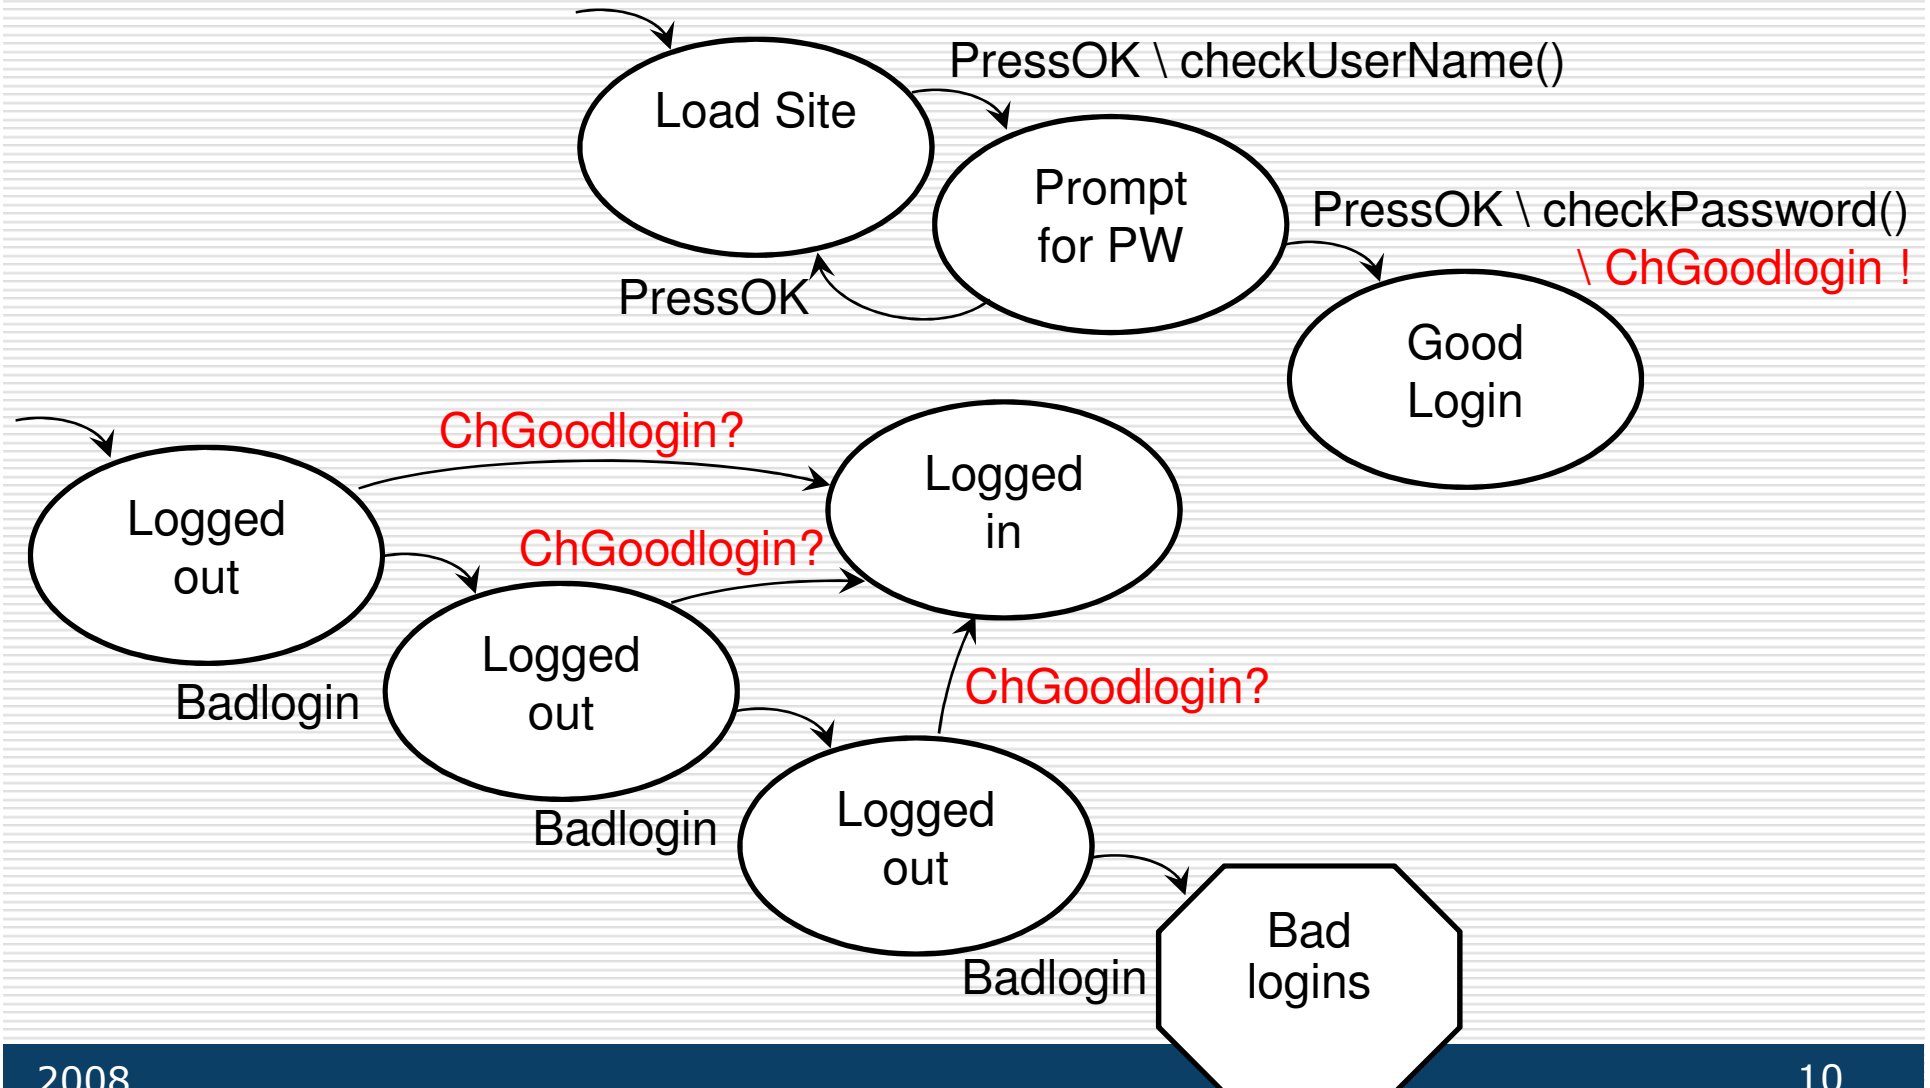 PressOK \ checkUserName()
Load Site
Prompt
for PW
PressOK \ checkPassword()
\ ChGoodlogin !
PressOK
Good
Login
ChGoodlogin?
Logged
in
Logged
out
ChGoodlogin?
Logged
out
Badlogin
ChGoodlogin?
Badlogin
Logged
out
Bad
logins
Badlogin
2008
10